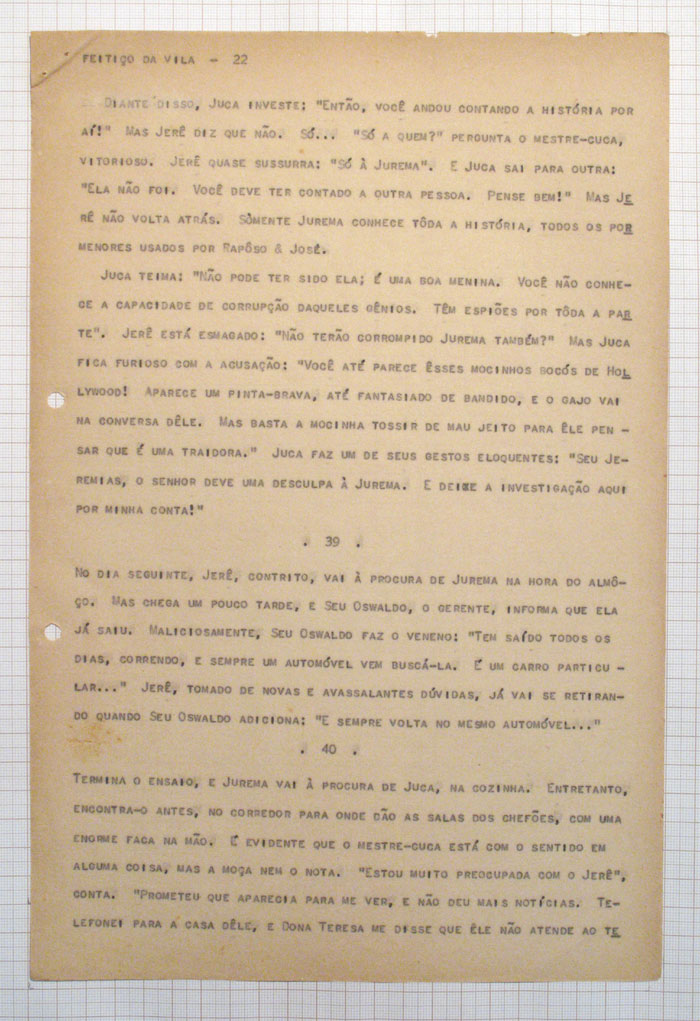 FEITIÇO DA VILA - 22
DIANTE DISSO, JUCA INVESTE: "ENTÃO, VOCÊ ANDOU CONTANDO A HISTÓRIA POR
AÍ!" MAS JERÊ DIZ QUE NÃO. SÓ... "SÓ A QUEM?" PERGUNTA O MESTRE-CUCA,
VITORIOSO. JERÊ QUASE SUSSURRA: "SÓ À JUREMA". E JUCA SAI PARA OUTRA:
"ELA NÃO FOI. VOCÊ DEVE TER CONTADO A OUTRA PESSOA. PENSE BEM!" MAS JE
RÊ NÃO VOLTA ATRÁS. SÒMENTE JUREMA CONHECE TÔDA A HISTÓRIA, TODOS OS POR
MENORES USADOS POR RAPÔSO & JOSÉ.
JUCA TEIMA: "NÃO PODE TER SIDO ELA; É UMA BOA MENINA. VOCÊ NÃO CONHE-
CE A CAPACIDADE DE CORRUPÇÃO DAQUELES GÊNIOS. TÊM ESPIÕES POR TÔDA A PAR
TE". JERÊ ESTÁ ESMAGADO: "NÃO TERÃO CORROMPIDO JUREMA TAMBÉM?" MAS JUCA
FICA FURIOSO COM A ACUSAÇÃO: "VOCÊ ATÉ PARECE ÊSSES MOCINHOS BOCÓS DE HOL
LYWOOD! APARECE UM PINTA-BRAVA, ATÉ FANTASIADO DE BANDIDO, E O GAJO VAI
NA CONVERSA DÊLE. MAS BASTA A MOCINHA TOSSIR DE MAU JEITO PARA ÊLE PEN -
SAR QUE É UMA TRAIDORA." JUCA FAZ UM DE SEUS GESTOS ELOQUENTES: "SEU JE-
REMIAS, O SENHOR DEVE UMA DESCULPA À JUREMA. E DEIXE A INVESTIGAÇÃO AQUI
POR MINHA CONTA!"
. 39 .
NO DIA SEGUINTE, JERÊ, CONTRITO, VAI À PROCURA DE JUREMA NA HORA DO ALMÔ-
ÇO. MAS CHEGA UM POUCO TARDE, E SEU OSWALDO, O GERENTE, INFORMA QUE ELA
JÁ SAIU. MALICIOSAMENTE, SEU OSWALDO FAZ O VENENO: "TEM SAÍDO TODOS OS
DIAS, CORRENDO, E SEMPRE UM AUTOMÓVEL VEM BUSCÁ-LA. É UM CARRO PARTICU -
LAR..." JERÊ, TOMADO DE NOVAS E AVASSALANTES DÚVIDAS, JÁ VAI SE RETIRAN-
DO QUANDO SEU OSWALDO ADICIONA: "E SEMPRE VOLTA NO MESMO AUTOMÓVEL..."
. 40 .
TERMINA O ENSAIO, E JUREMA VAI À PROCURA DE JUCA, NA COZINHA. ENTRETANTO,
ENCONTRA-O ANTES, NO CORREDOR PARA ONDE DÃO AS SALAS DOS CHEFÕES, COM UMA
ENORME FACA NA MÃO. É EVIDENTE QUE O MESTRE-CUCA ESTÁ COM O SENTIDO EM
ALGUMA COISA, MAS A MOÇA NEM O NOTA. "ESTOU MUITO PREOCUPADA COM O JERÊ",
CONTA. "PROMETEU QUE APARECIA PARA ME VER, E NÃO DEU MAIS NOTÍCIAS. TE-
LEFONEI PARA A CASA DÊLE, E DONA TERESA ME DISSE QUE ÊLE NÃO ATENDE AO TE